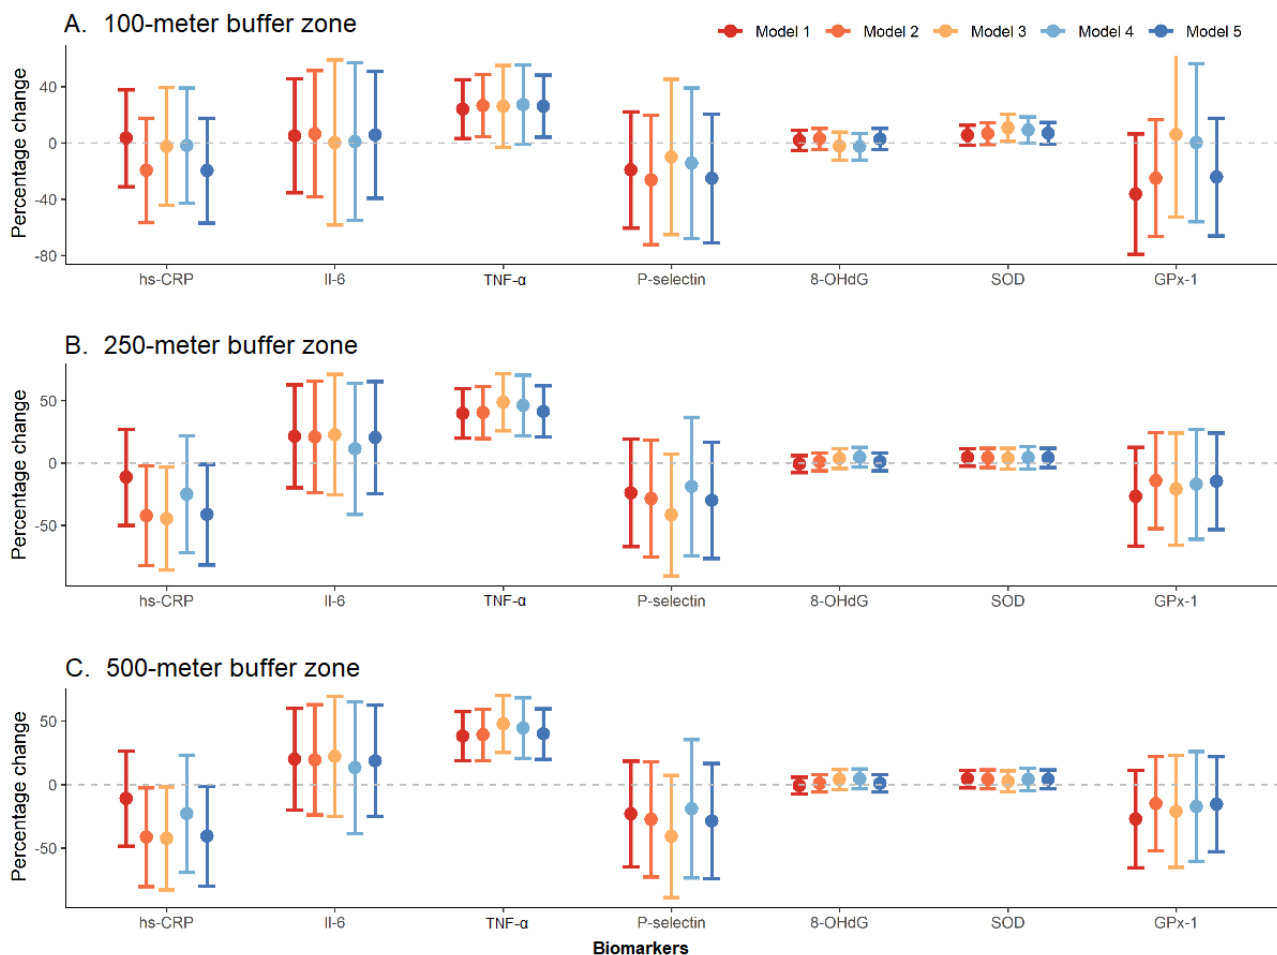 A. 100-meter buffer zone
Model 1 Model 2 Model 3 Model 4 Model 5
Percentage change
40
0
-40
-80
hs-CRP Il-6 TNF-α P-selectin 8-OHdG SOD GPx-1
B. 250-meter buffer zone
Percentage change
50
0
-50
hs-CRP Il-6 TNF-α P-selectin 8-OHdG SOD GPx-1
C. 500-meter buffer zone
Percentage change
50
0
-50
hs-CRP Il-6 TNF-α P-selectin 8-OHdG SOD GPx-1
Biomarkers